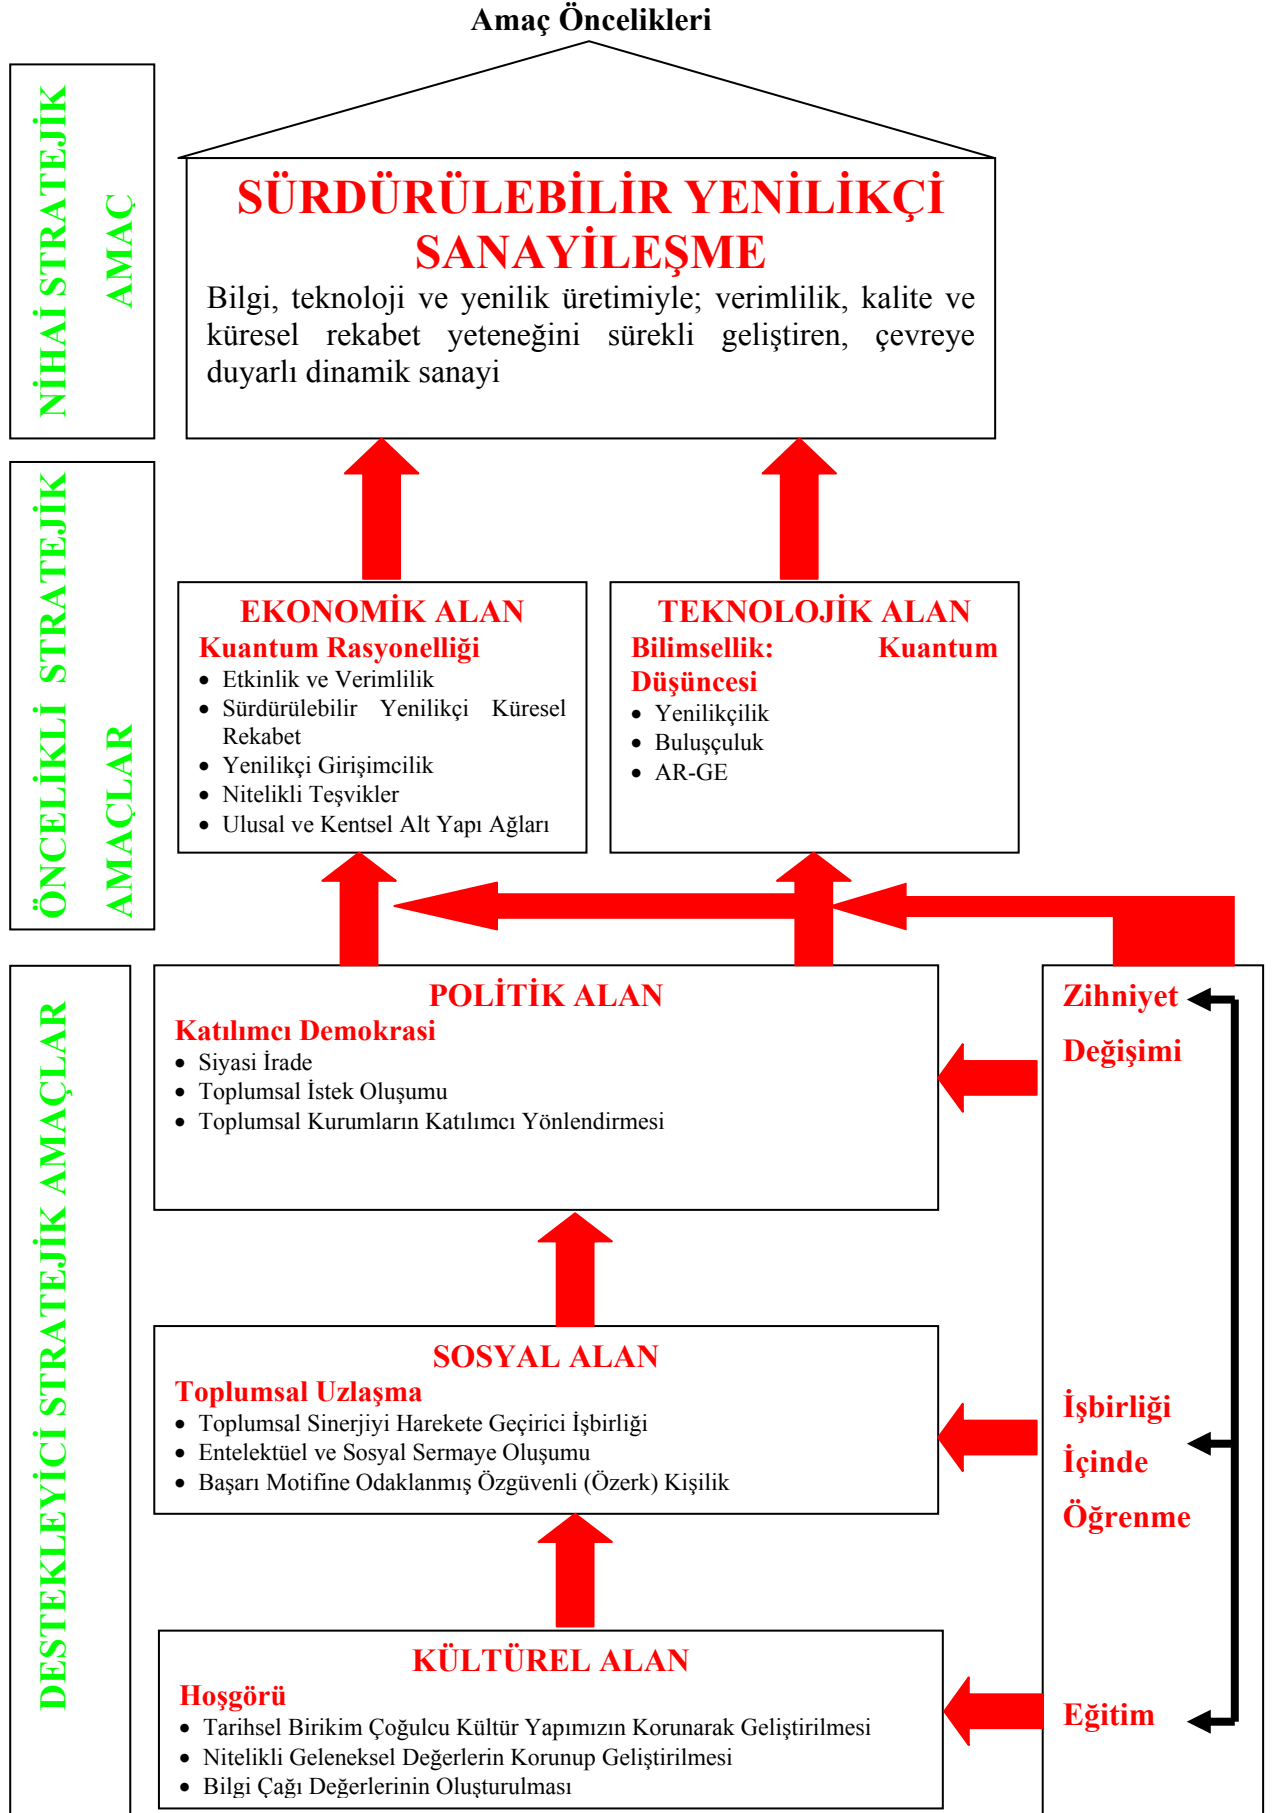 Amaç Öncelikleri
NİHAİ STRATEJİK
AMAÇ
SÜRDÜRÜLEBİLİR YENİLİKÇİ
SANAYİLEŞME
Bilgi, teknoloji ve yenilik üretimiyle; verimlilik, kalite ve
küresel rekabet yeteneğini sürekli geliştiren, çevreye
duyarlı dinamik sanayi
ÖNCELİKLİ STRATEJİK
AMAÇLAR
EKONOMİK ALAN
Kuantum Rasyonelliği
• Etkinlik ve Verimlilik
• Sürdürülebilir Yenilikçi Küresel
Rekabet
• Yenilikçi Girişimcilik
• Nitelikli Teşvikler
• Ulusal ve Kentsel Alt Yapı Ağları
TEKNOLOJİK ALAN
Bilimsellik: Kuantum
Düşüncesi
• Yenilikçilik
• Buluşçuluk
• AR-GE
DESTEKLEYİCİ STRATEJİK AMAÇLAR
POLİTİK ALAN
Katılımcı Demokrasi
• Siyasi İrade
• Toplumsal İstek Oluşumu
• Toplumsal Kurumların Katılımcı Yönlendirmesi
SOSYAL ALAN
Toplumsal Uzlaşma
• Toplumsal Sinerjiyi Harekete Geçirici İşbirliği
• Entelektüel ve Sosyal Sermaye Oluşumu
• Başarı Motifine Odaklanmış Özgüvenli (Özerk) Kişilik
KÜLTÜREL ALAN
Hoşgörü
• Tarihsel Birikim Çoğulcu Kültür Yapımızın Korunarak Geliştirilmesi
• Nitelikli Geleneksel Değerlerin Korunup Geliştirilmesi
• Bilgi Çağı Değerlerinin Oluşturulması
Zihniyet
Değişimi
İşbirliği
İçinde
Öğrenme
Eğitim